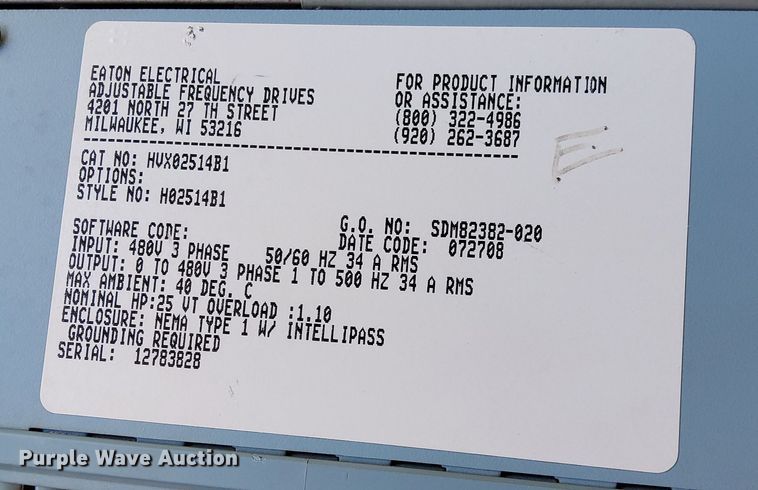 EATON ELECTRICAL
ADJUSTABLE FREQUENCY DRIVES
4201 NORTH 27 TH STREET
MILWAUKEE, WI 53216
FOR PRODUCT INFORMATION
OR ASSISTANCE:
(800) 322-4986
(920) 262-3687
E
CAT NO: HVX02514B1
OPTIONS:
STYLE NO: H02514B1
G.O. NO: SDM82382-020
SOFTWARE CODE: DATE CODE: 072708
INPUT: 480V 3 PHASE 50/60 HZ 34 A RMS
OUTPUT: 0 TO 480V 3 PHASE 1 TO 500 HZ 34 A RMS
MAX AMBIENT: 40 DEG. C
NOMINAL HP:25 VT OVERLOAD :1.10
ENCLOSURE: NEMA TYPE 1 W/ INTELLIPASS
GROUNDING REQUIRED
SERIAL: 12783828
Purple Wave Auction